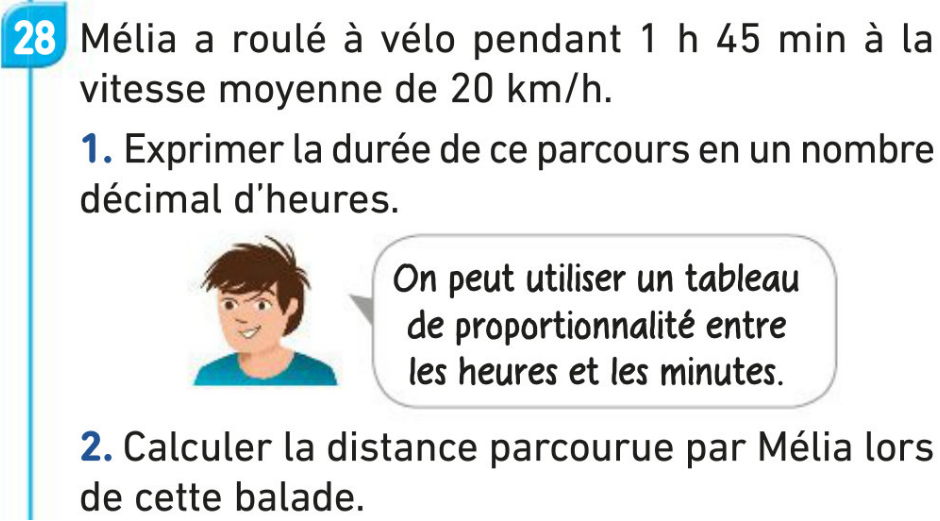 28 Mélia a roulé à vélo pendant 1 h 45 min à la
vitesse moyenne de 20 km/h.
1. Exprimer la durée de ce parcours en un nombre
décimal d'heures.
On peut utiliser un tableau
de proportionnalité entre
les heures et les minutes.
2. Calculer la distance parcourue par Mélia lors
de cette balade.